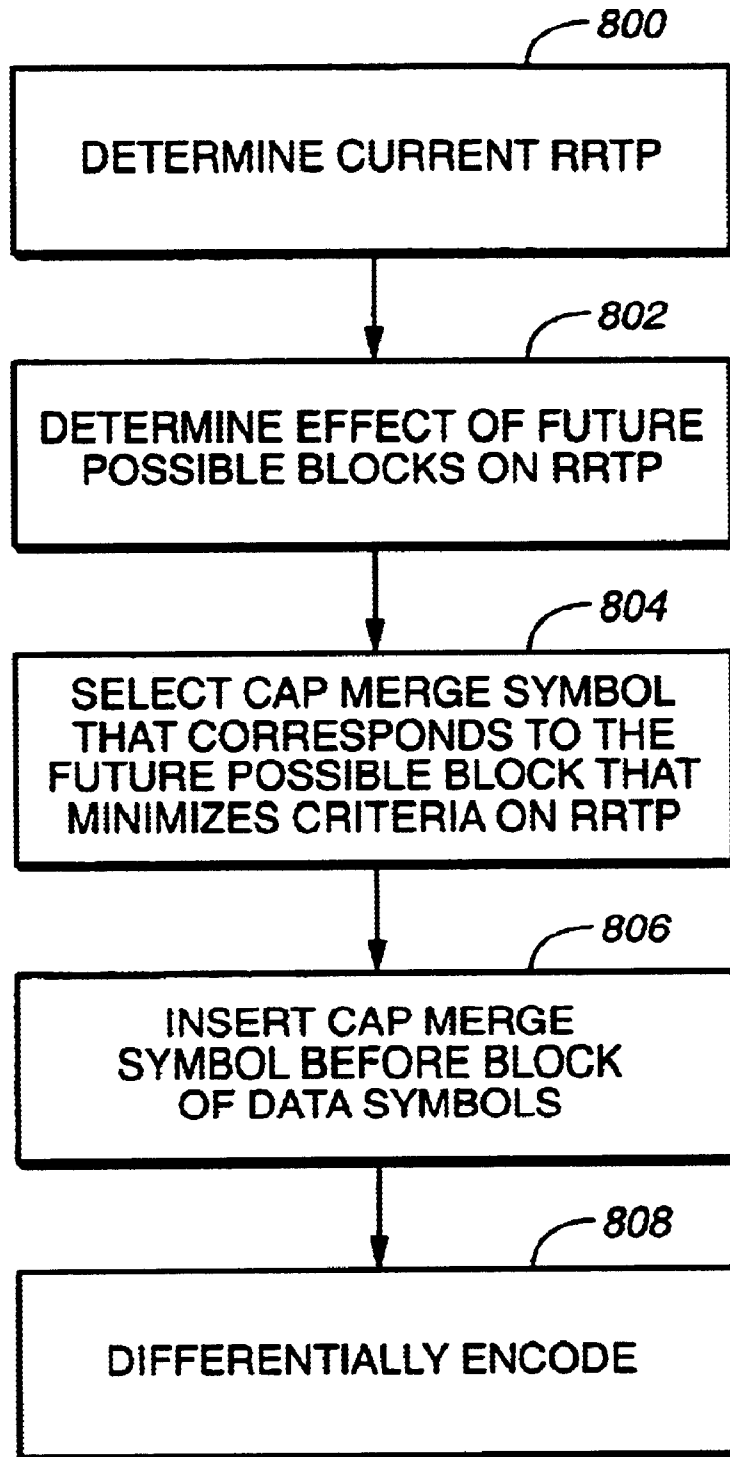 800
DETERMINE CURRENT RRTP
802
DETERMINE EFFECT OF FUTURE
POSSIBLE BLOCKS ON RRTP
804
SELECT CAP MERGE SYMBOL
THAT CORRESPONDS TO THE
FUTURE POSSIBLE BLOCK THAT
MINIMIZES CRITERIA ON RRTP
806
INSERT CAP MERGE
SYMBOL BEFORE BLOCK
OF DATA SYMBOLS
808
DIFFERENTIALLY ENCODE